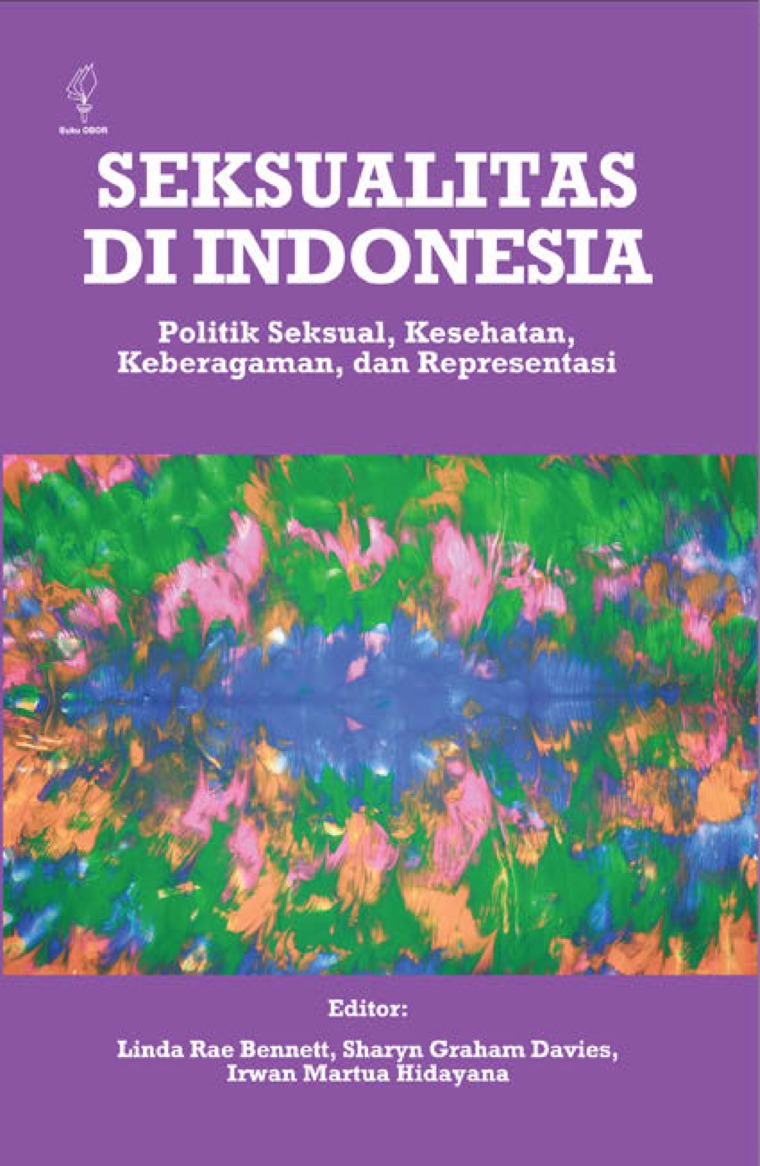 Buku OBOR
SEKSUALITAS
DI INDONESIA
Politik Seksual, Kesehatan,
Keberagaman, dan Representasi
Editor:
Linda Rae Bennett, Sharyn Graham Davies,
Irwan Martua Hidayana